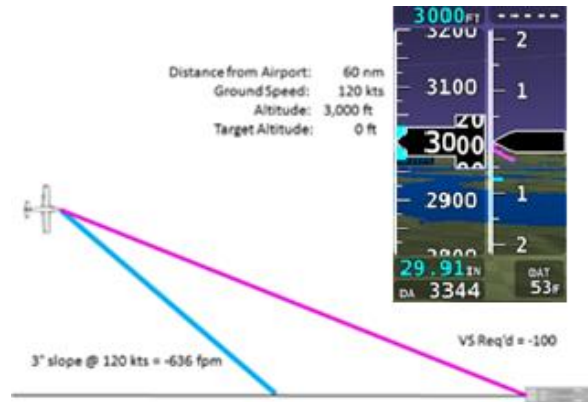 3000FT ------
3200 2
Distance from Airport: 60 nm
Ground Speed: 120 kts
Altitude: 3,000 ft
Target Altitude: 0 ft
3100 1
20
3000
2900 1
2800 2
29.91IN OAT
DA 3344 53F
VS Req'd = -100
3° slope @ 120 kts = -636 fpm